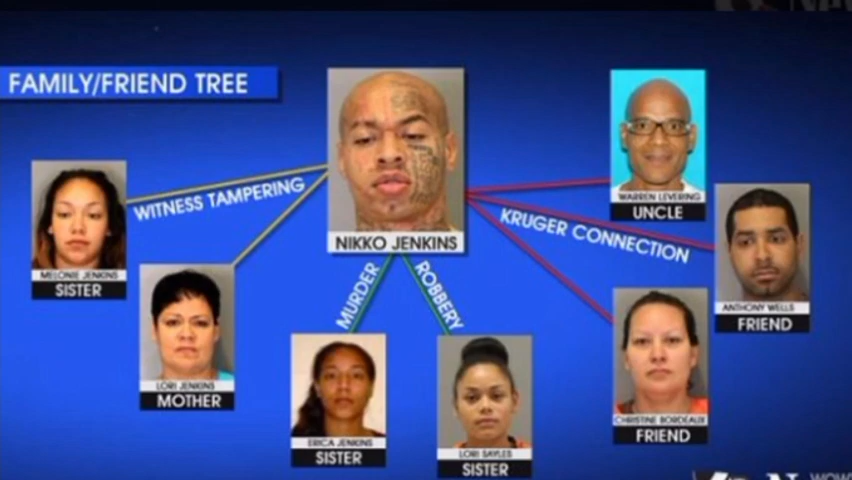 New
FAMILY/FRIEND TREE
NIKKO JENKINS
WITNESS TAMPERING
MELONIE JENKINS
SISTER
LORI JENKINS
MOTHER
MURDER
ROBBERY
ERICA JENKINS
SISTER
LORI SAYLES
SISTER
KRUGER CONNECTION
WARREN LEVERING
UNCLE
ANTHONY WELLS
FRIEND
CHRISTINE BORDEAUX
FRIEND